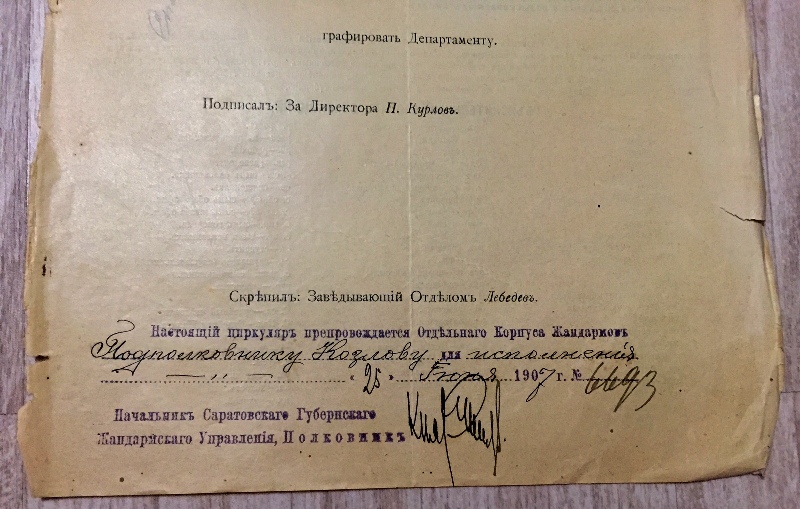 графировать Департаменту.
Подписалъ: За Директора П. Курловъ.
Скрѣпилъ: Завѣдывающій Отдѣломъ Лебедевъ.
Настоящій циркуляръ препровождается Отдѣльнаго Корпуса Жандармовъ
Подполковнику Козлову для исполненія
— „ — « 25 » Іюня 1907 г. № 6693
Начальникъ Саратовскаго Губернскаго
Жандармскаго Управленія, Полковникъ